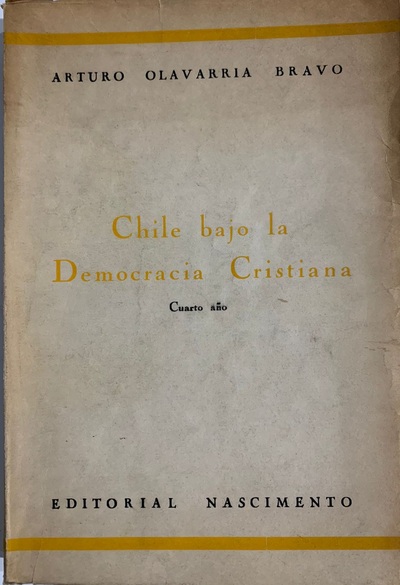 ARTURO OLAVARRIA BRAVO
Chile bajo la
Democracia Cristiana
Cuarto año
EDITORIAL NASCIMENTO